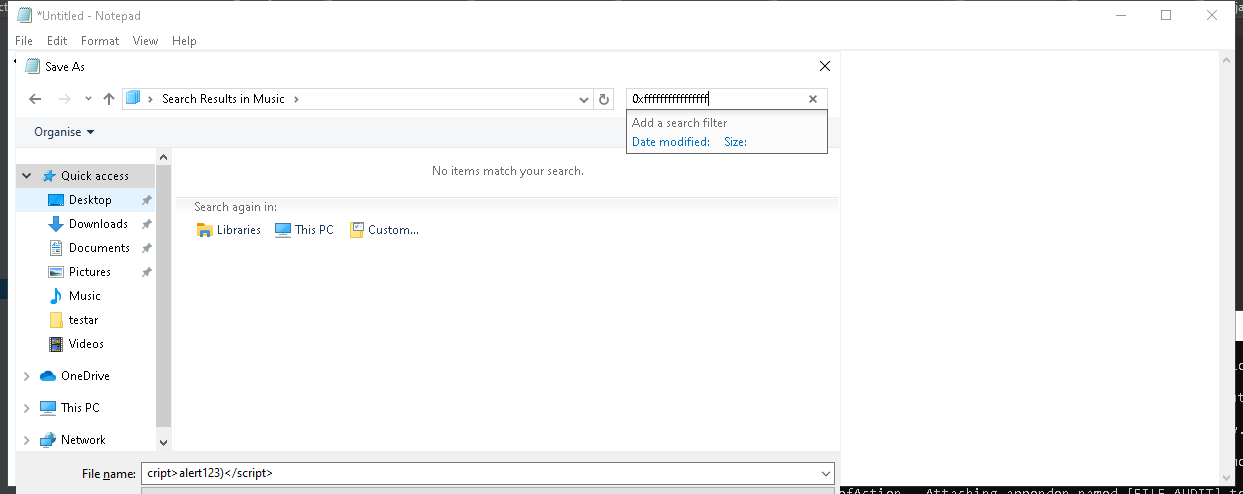 *Untitled - Notepad
File Edit Format View Help
Save As
Search Results in Music
0xffffffffffffffff
Add a search filter
Date modified: Size:
Organise
No items match your search.
Search again in:
Libraries This PC Custom...
Quick access
Desktop
Downloads
Documents
Pictures
Music
testar
Videos
OneDrive
This PC
Network
File name: cript>alert123)</script>
Attaching appender named [FILE_AUDIT] to